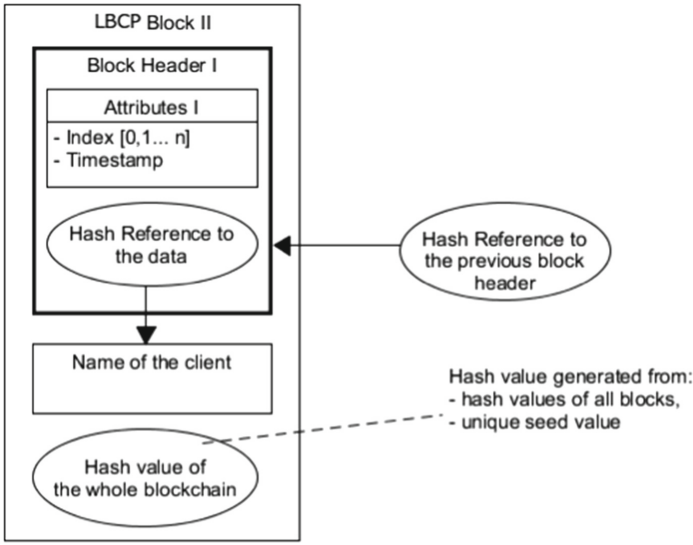 LBCP Block II
Block Header I
Attributes I
- Index [0,1... n]
- Timestamp
Hash Reference to
the data
Hash Reference to
the previous block
header
Name of the client
Hash value generated from:
- hash values of all blocks,
- unique seed value
Hash value of
the whole blockchain